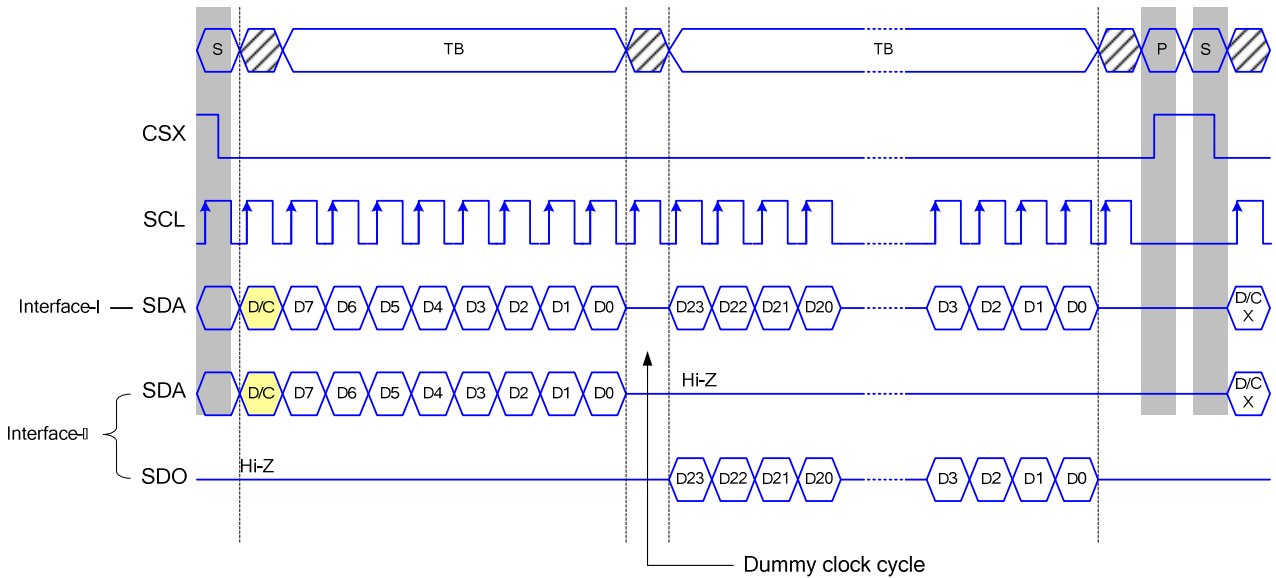 S TB TB P S
CSX
SCL
Interface-I SDA D/C D7 D6 D5 D4 D3 D2 D1 D0 D23 D22 D21 D20 D3 D2 D1 D0 D/C
X
SDA D/C D7 D6 D5 D4 D3 D2 D1 D0 Hi-Z D/C
X
Interface-▯
SDO Hi-Z D23 D22 D21 D20 D3 D2 D1 D0
Dummy clock cycle